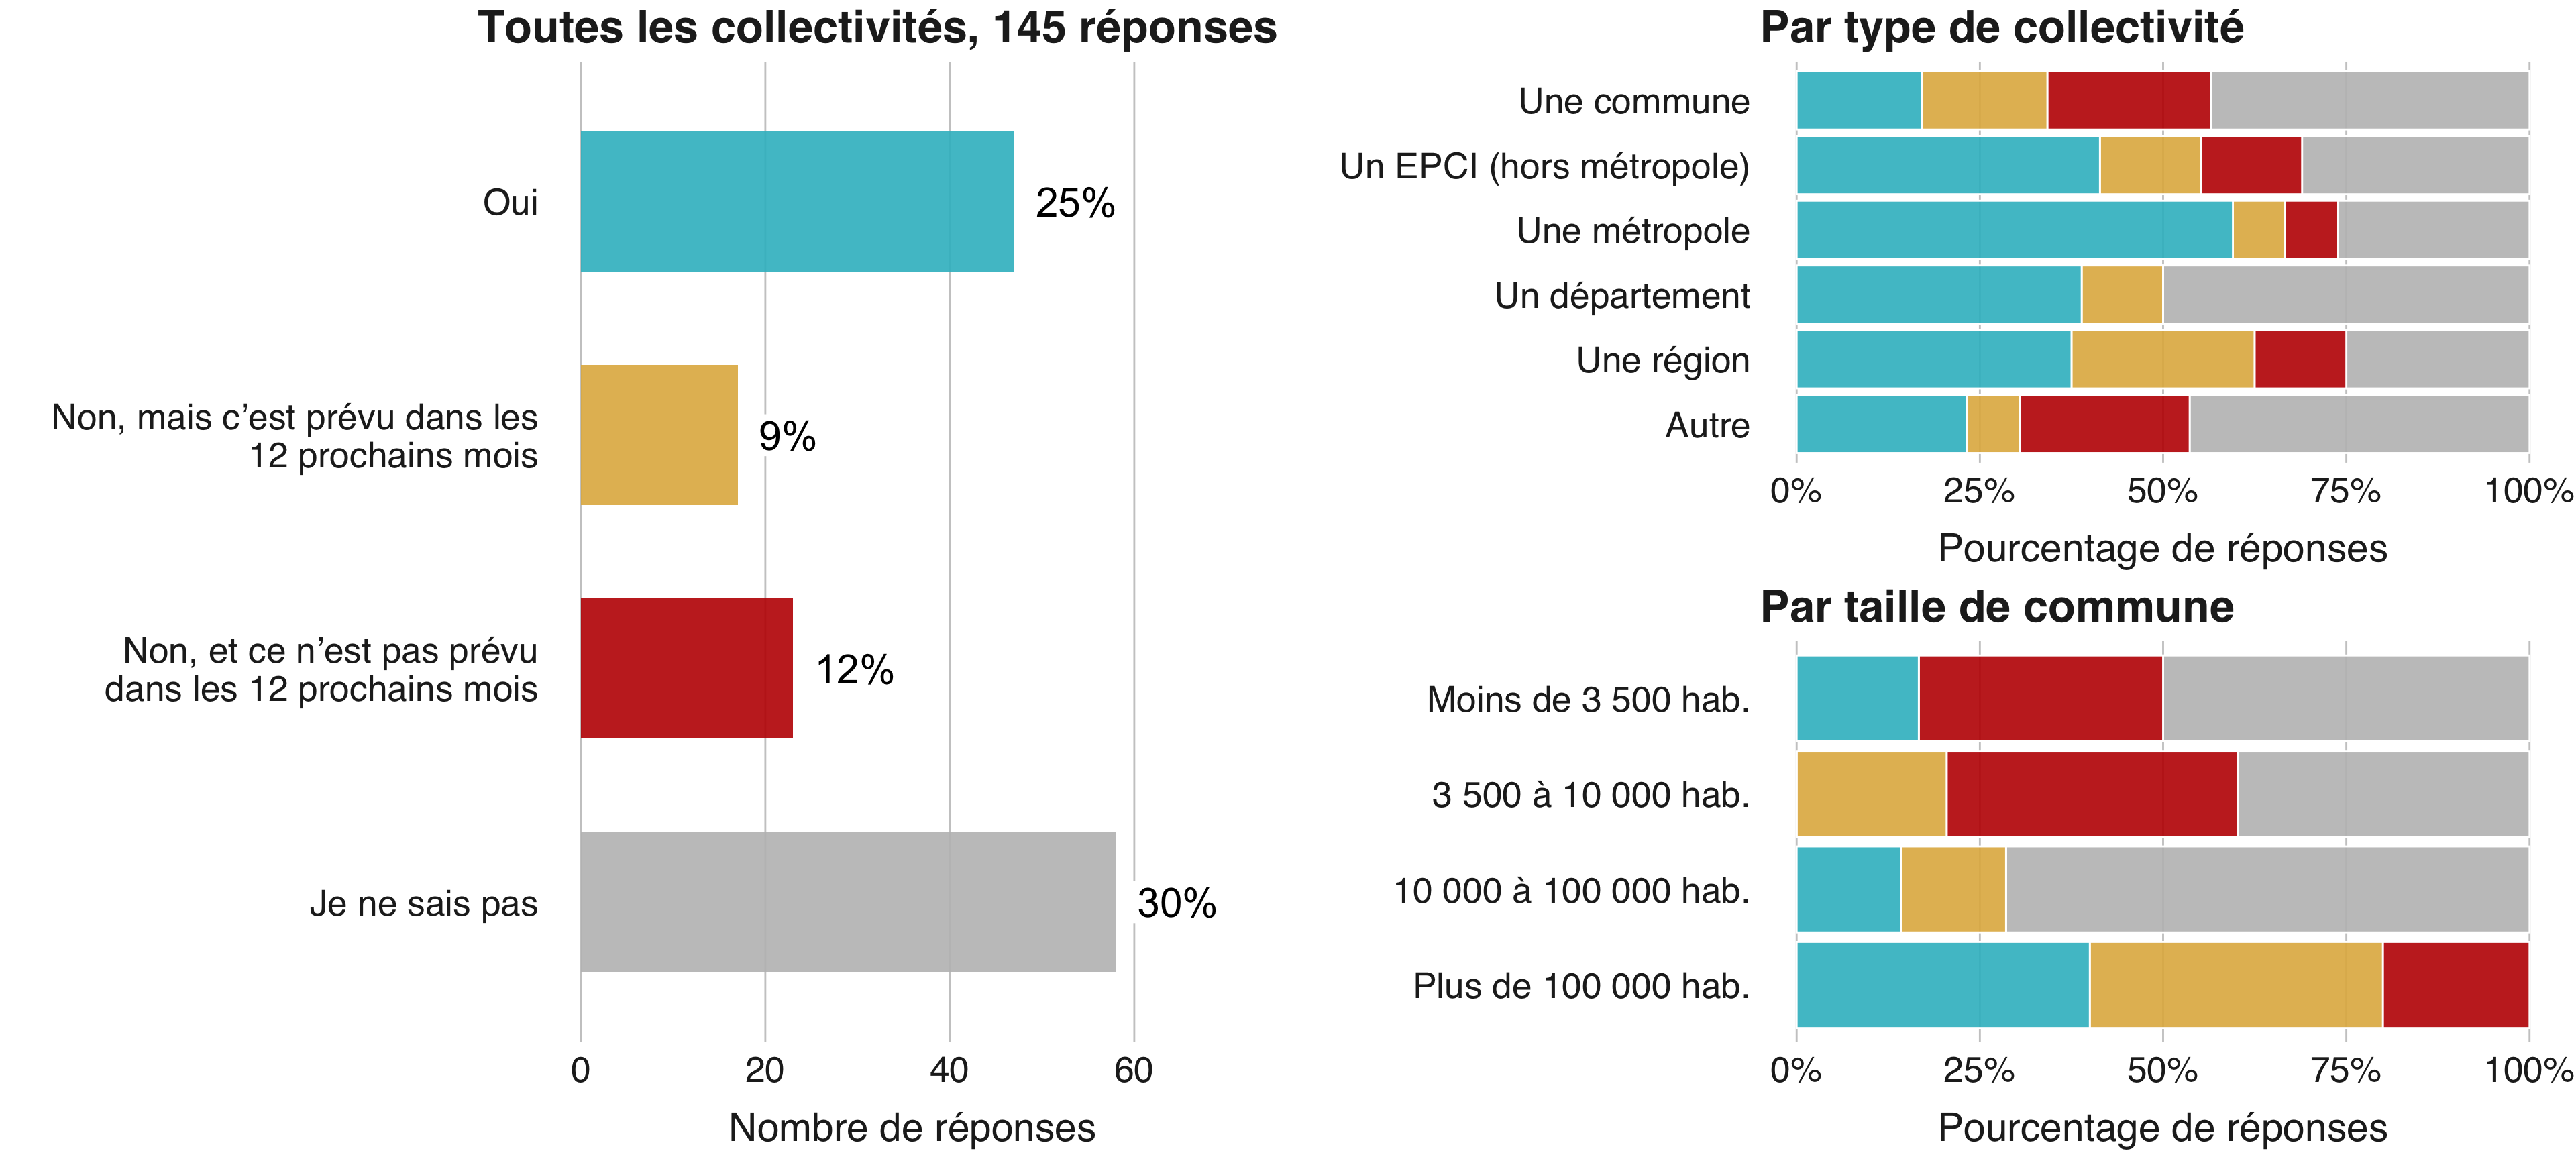 Toutes les collectivités, 145 réponses
Oui
25%
Non, mais c’est prévu dans les
12 prochains mois
9%
Non, et ce n’est pas prévu
dans les 12 prochains mois
12%
Je ne sais pas
30%
0 20 40 60
Nombre de réponses
Par type de collectivité
Une commune
Un EPCI (hors métropole)
Une métropole
Un département
Une région
Autre
0% 25% 50% 75% 100%
Pourcentage de réponses
Par taille de commune
Moins de 3 500 hab.
3 500 à 10 000 hab.
10 000 à 100 000 hab.
Plus de 100 000 hab.
0% 25% 50% 75% 100%
Pourcentage de réponses